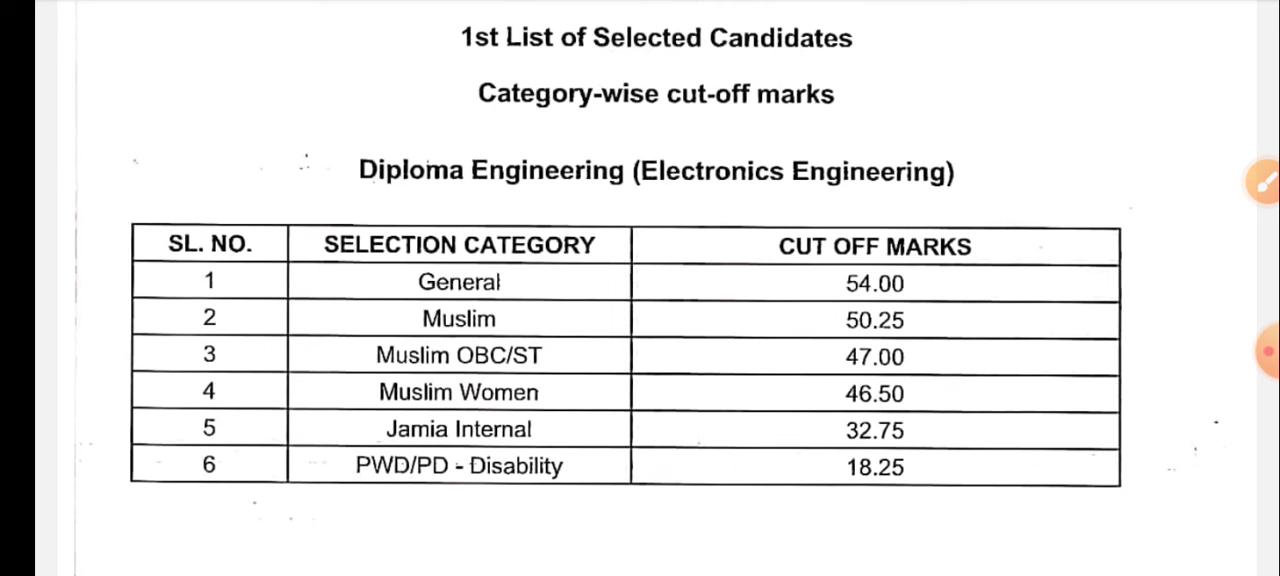 1st List of Selected Candidates
Category-wise cut-off marks
Diploma Engineering (Electronics Engineering)
SL. NO. SELECTION CATEGORY CUT OFF MARKS
1 General 54.00
2 Muslim 50.25
3 Muslim OBC/ST 47.00
4 Muslim Women 46.50
5 Jamia Internal 32.75
6 PWD/PD - Disability 18.25